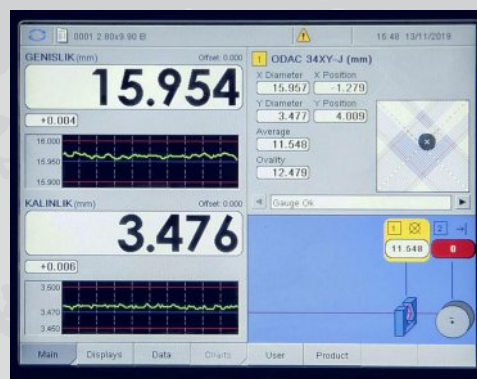 0001 2.80x9.90 El
15:48 13/11/2019
GENISLIK (mm)
Offset: 0.000
15.954
+0.004
16.000
15.950
15.900
KALINLIK (mm)
Offset: 0.000
3.476
+0.006
3.500
3.470
3.460
1 ODAC 34XY-J (mm)
X Diameter X Position
15.957 -1.279
Y Diameter Y Position
3.477 4.009
Average
11.548
Ovality
12.479
Gauge Ok
1 2
11.548 0
Main Displays Data Charts User Product